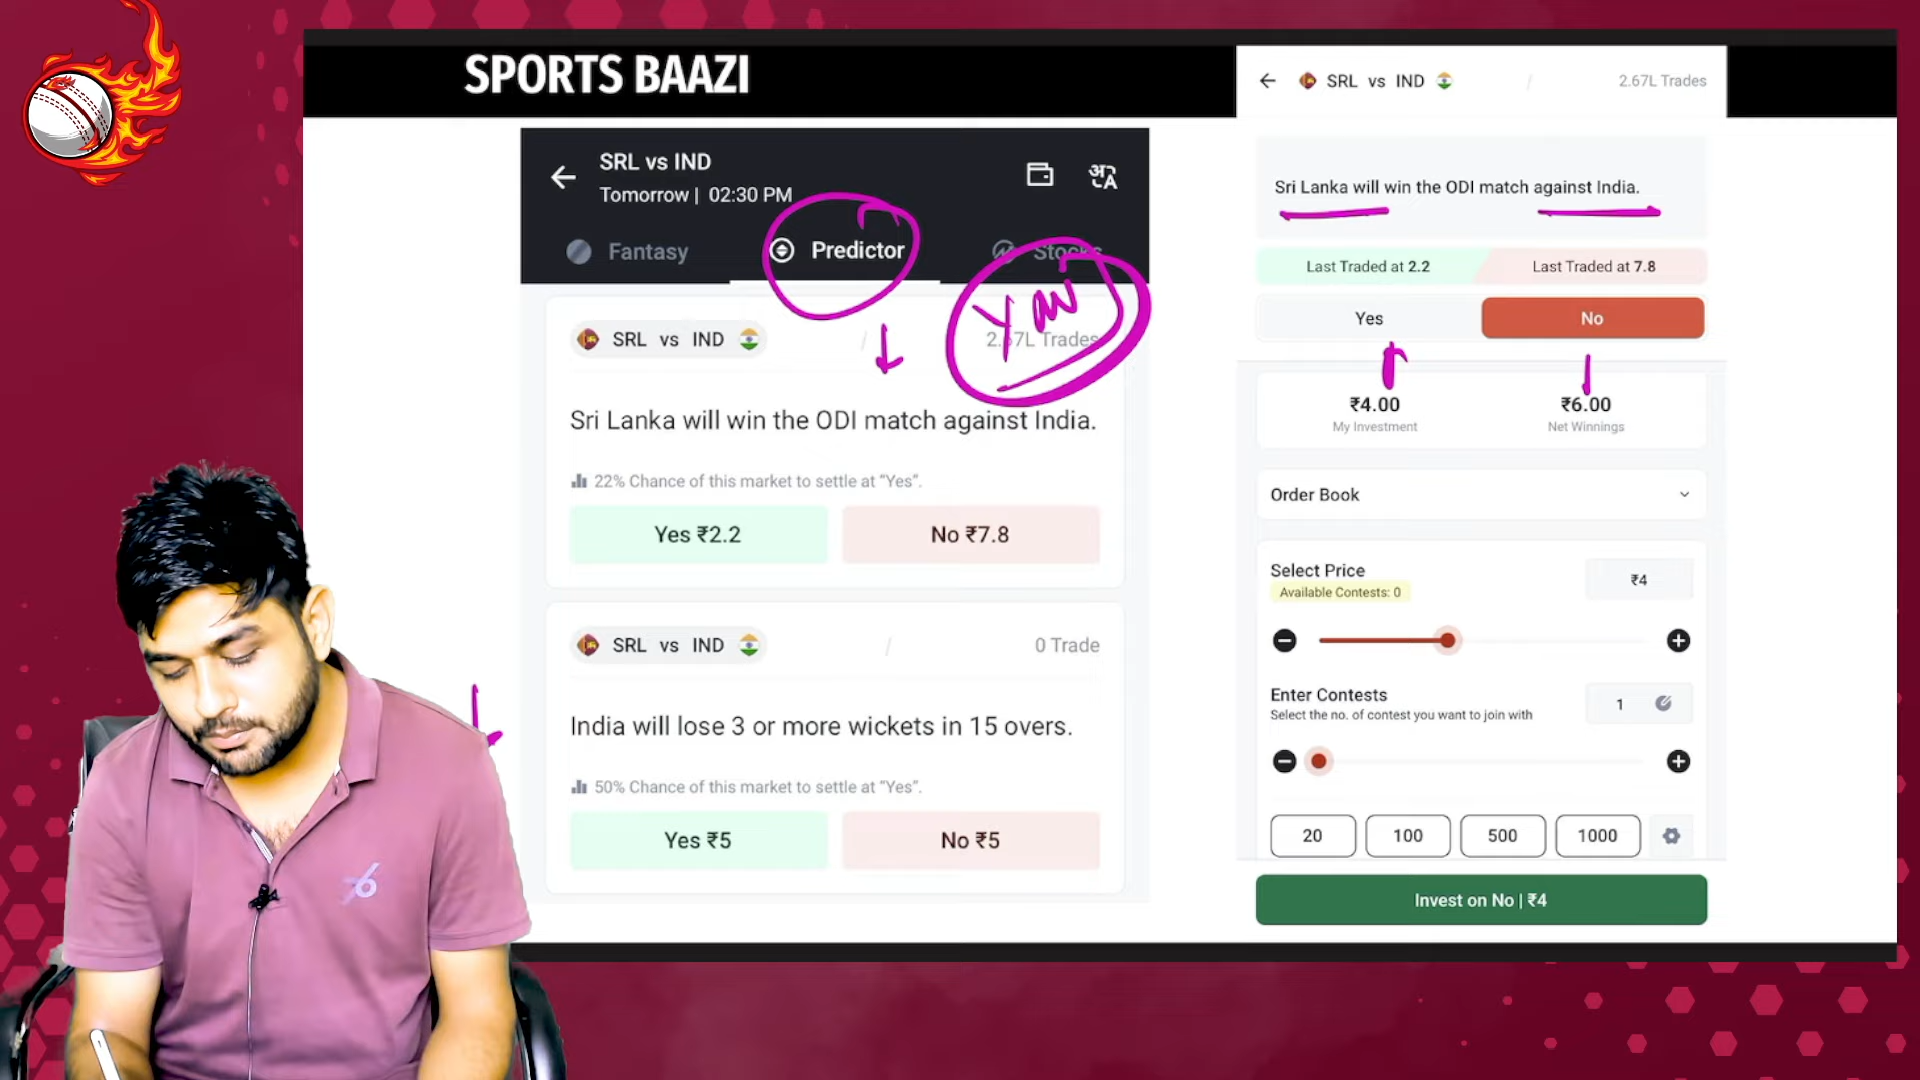 SPORTS BAAZI
SRL vs IND
Tomorrow | 02:30 PM
अ A
Fantasy
Predictor
Stocks
SRL vs IND
Trades
Sri Lanka will win the ODI match against India.
22% Chance of this market to settle at "Yes".
Yes ₹2.2
No ₹7.8
SRL vs IND
0 Trade
India will lose 3 or more wickets in 15 overs.
50% Chance of this market to settle at "Yes".
Yes ₹5
No ₹5
SRL vs IND
2.67L Trades
Sri Lanka will win the ODI match against India.
Last Traded at 2.2
Last Traded at 7.8
Yes
No
₹4.00
My Investment
₹6.00
Net Winnings
Order Book
Select Price
Available Contests: 0
₹4
Enter Contests
Select the no. of contest you want to join with
1
20
100
500
1000
Invest on No | ₹4